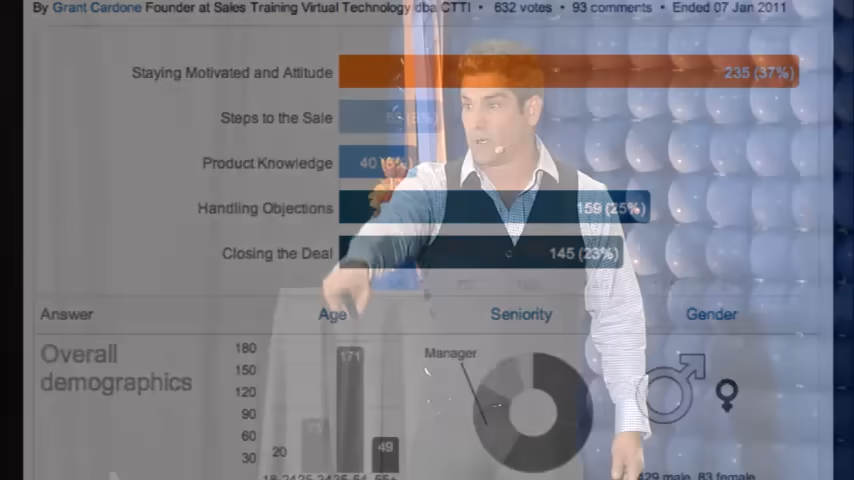 By Grant Cardone Founder at Sales Training Virtual Technology dba CTTI • 632 votes • 93 comments • Ended 07 Jan 2011
Staying Motivated and Attitude 235 (37%)
Steps to the Sale
Product Knowledge 40
Handling Objections 159 (25%)
Closing the Deal 145 (23%)
Answer Age Seniority Gender
Overall
demographics
180
150
120
90
60
30
20
171
49
Manager
429 male, 83 female